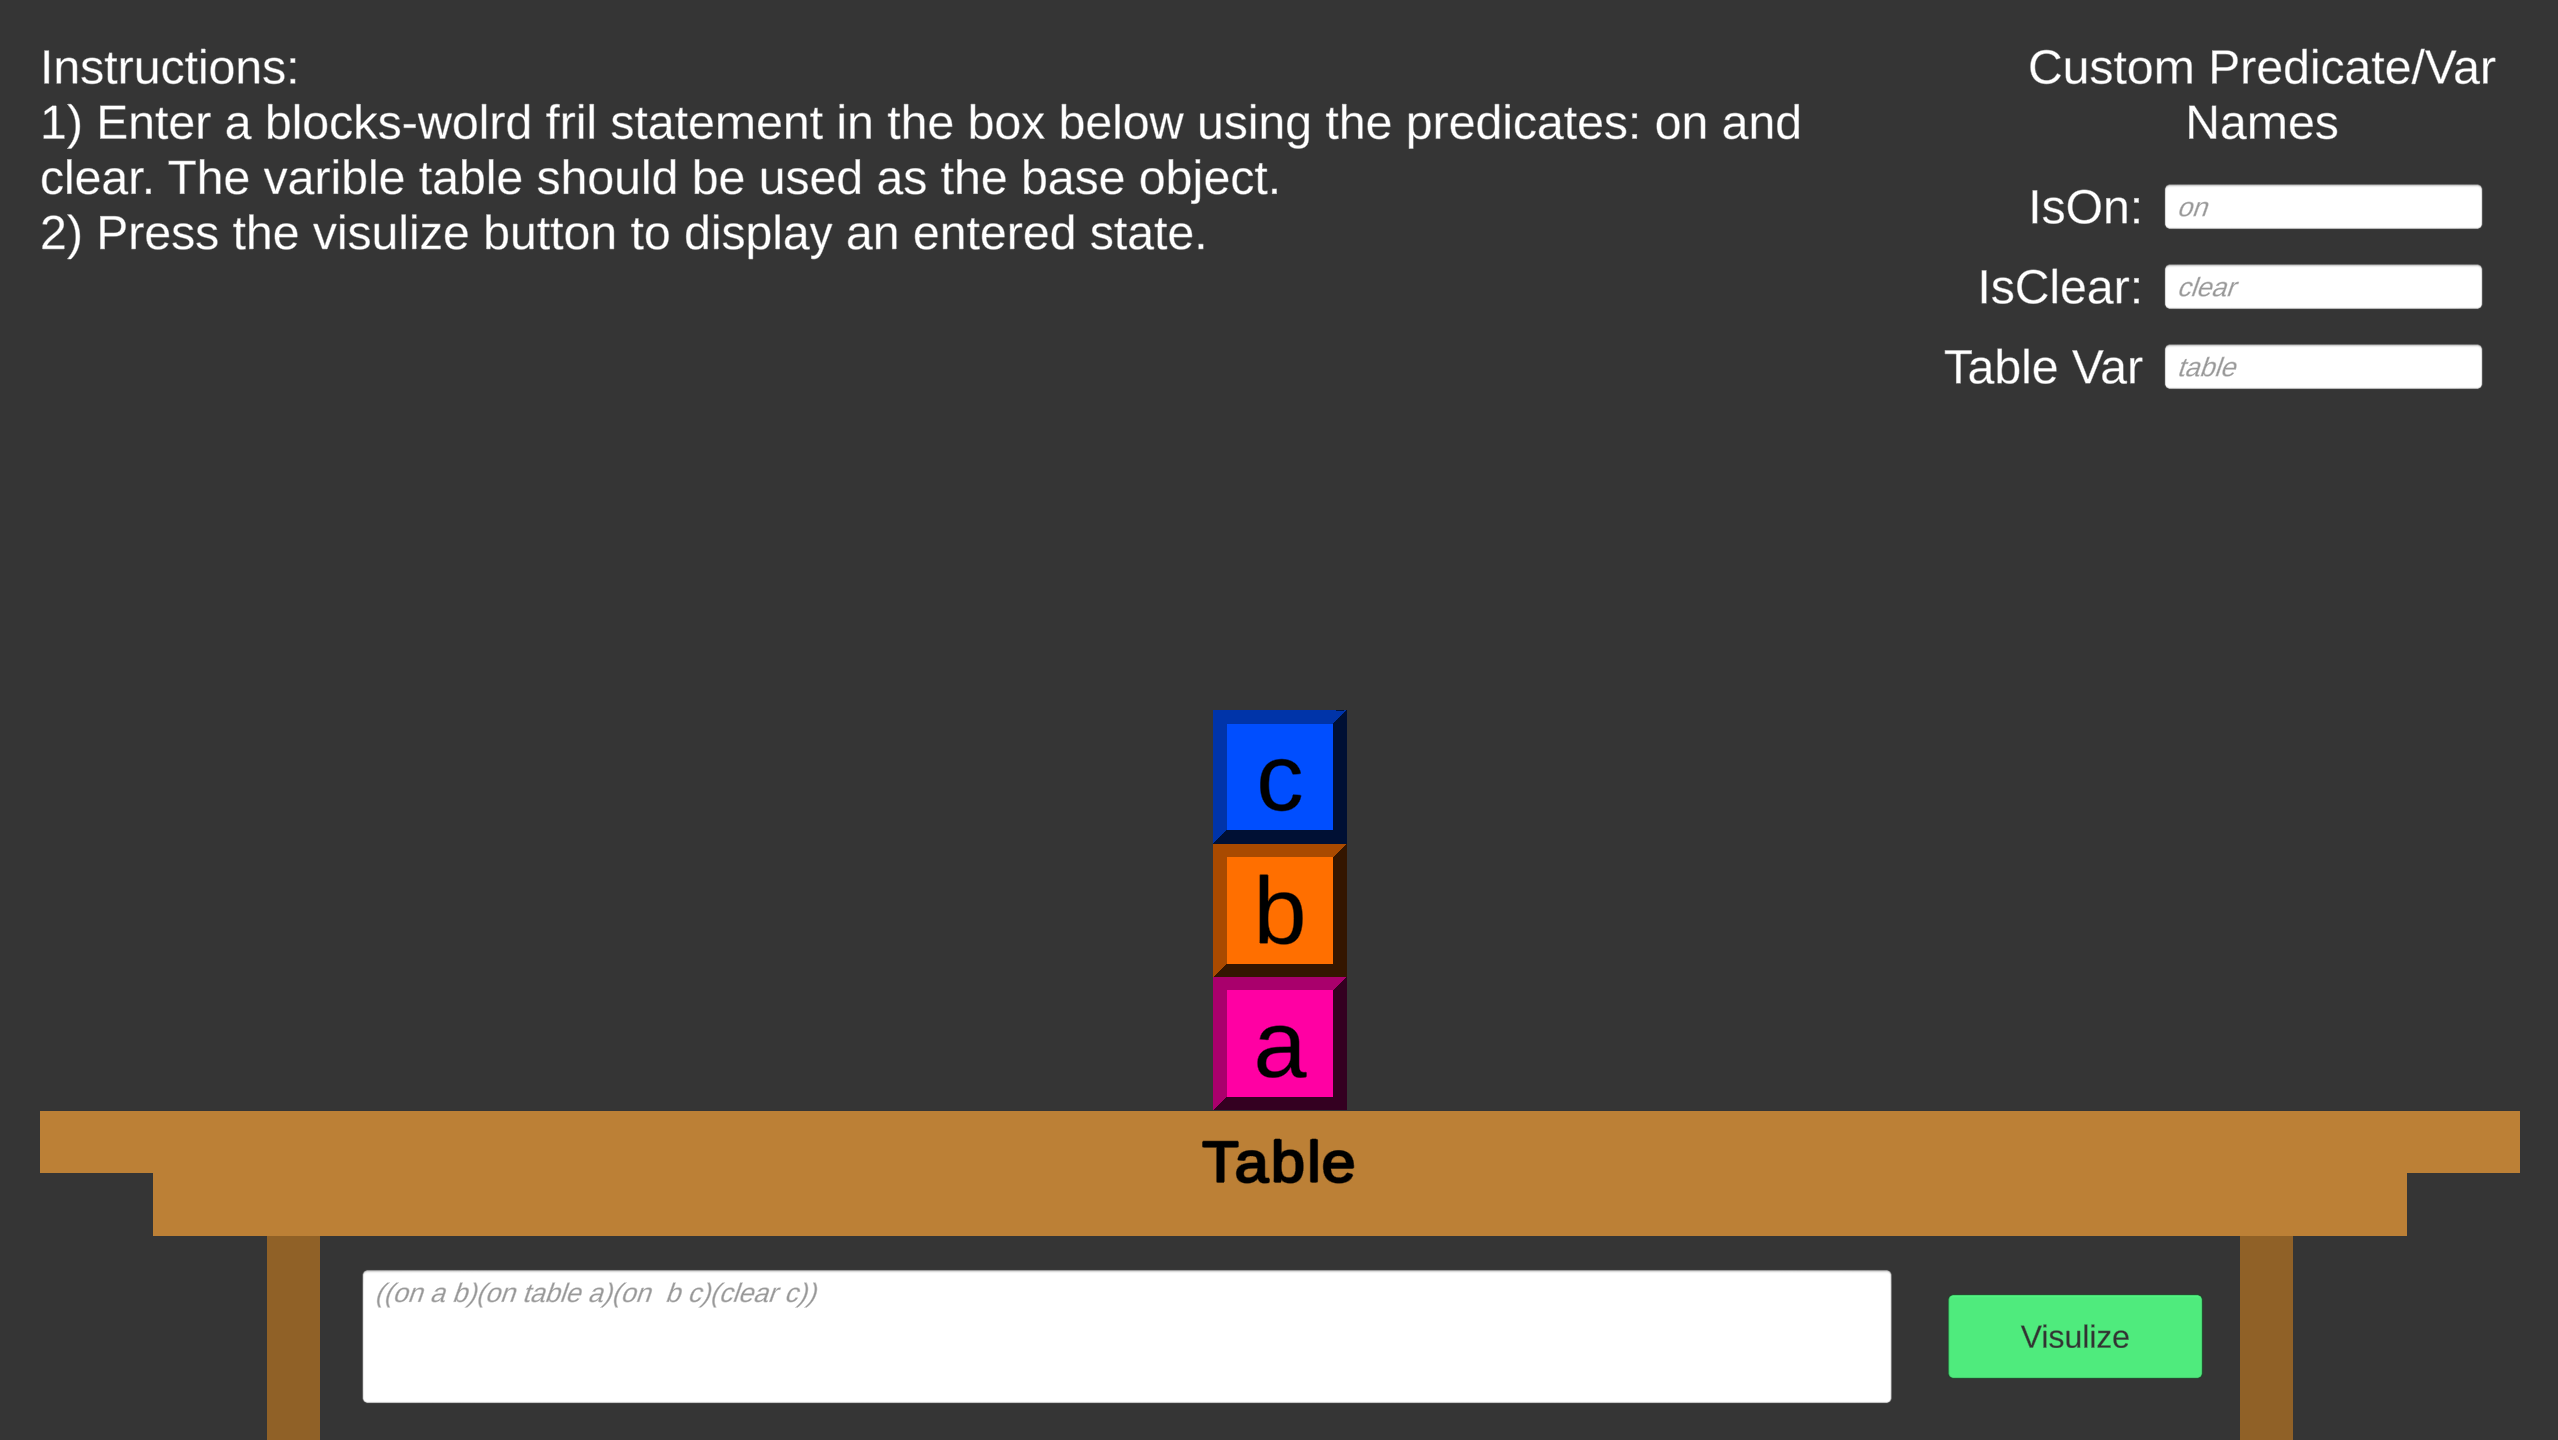 Instructions:
1) Enter a blocks-wolrd fril statement in the box below using the predicates: on and
clear. The varible table should be used as the base object.
2) Press the visulize button to display an entered state.
Custom Predicate/Var
Names
IsOn: on
IsClear: clear
Table Var table
c
b
a
Table
((on a b)(on table a)(on  b c)(clear c))
Visulize